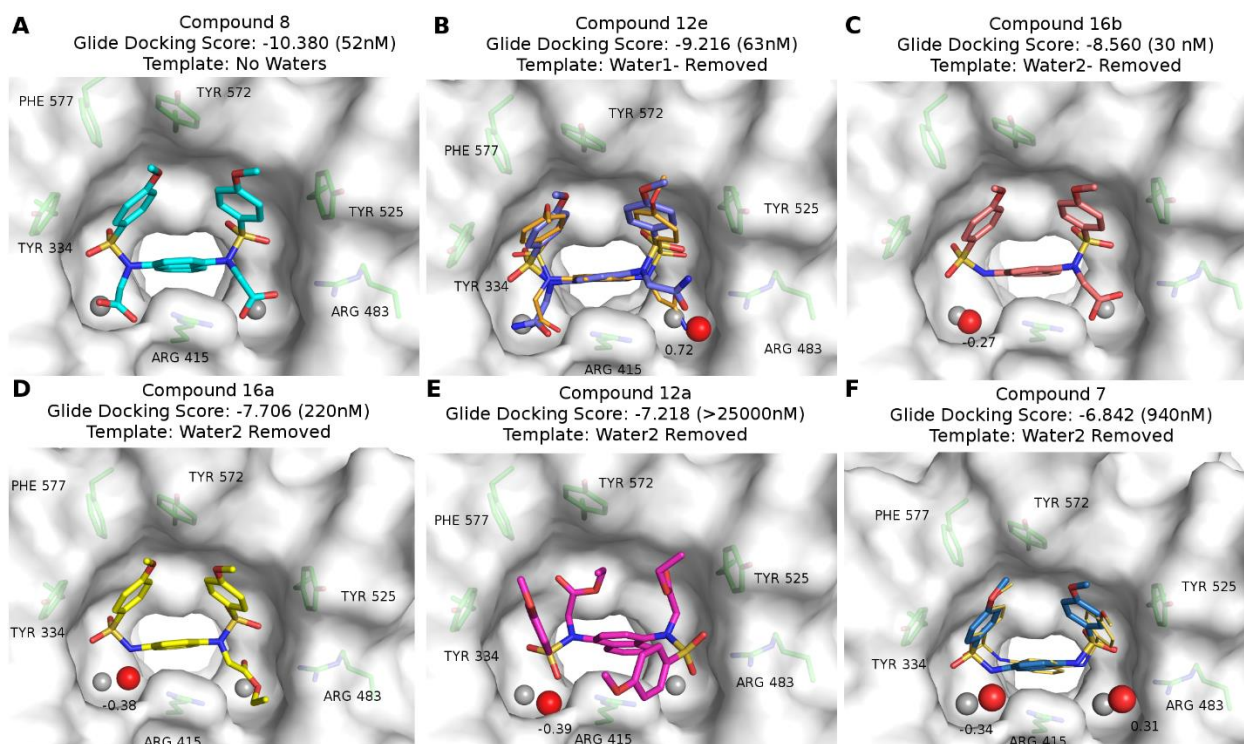 A
Compound 8
Glide Docking Score: -10.380 (52nM)
Template: No Waters
PHE 577
TYR 572
TYR 334
TYR 525
ARG 483
ARG 415
B
Compound 12e
Glide Docking Score: -9.216 (63nM)
Template: Water1- Removed
TYR 572
PHE 577
TYR 525
TYR 334
0.72
ARG 483
ARG 415
C
Compound 16b
Glide Docking Score: -8.560 (30 nM)
Template: Water2- Removed
-0.27
D
Compound 16a
Glide Docking Score: -7.706 (220nM)
Template: Water2 Removed
PHE 577
TYR 572
TYR 525
TYR 334
ARG 483
-0.38
ARG 415
E
Compound 12a
Glide Docking Score: -7.218 (>25000nM)
Template: Water2 Removed
TYR 572
PHE 577
TYR 525
TYR 334
ARG 483
-0.39
ARG 415
F
Compound 7
Glide Docking Score: -6.842 (940nM)
Template: Water2 Removed
TYR 572
PHE 577
TYR 525
TYR 334
ARG 483
-0.34
0.31
ARG 415